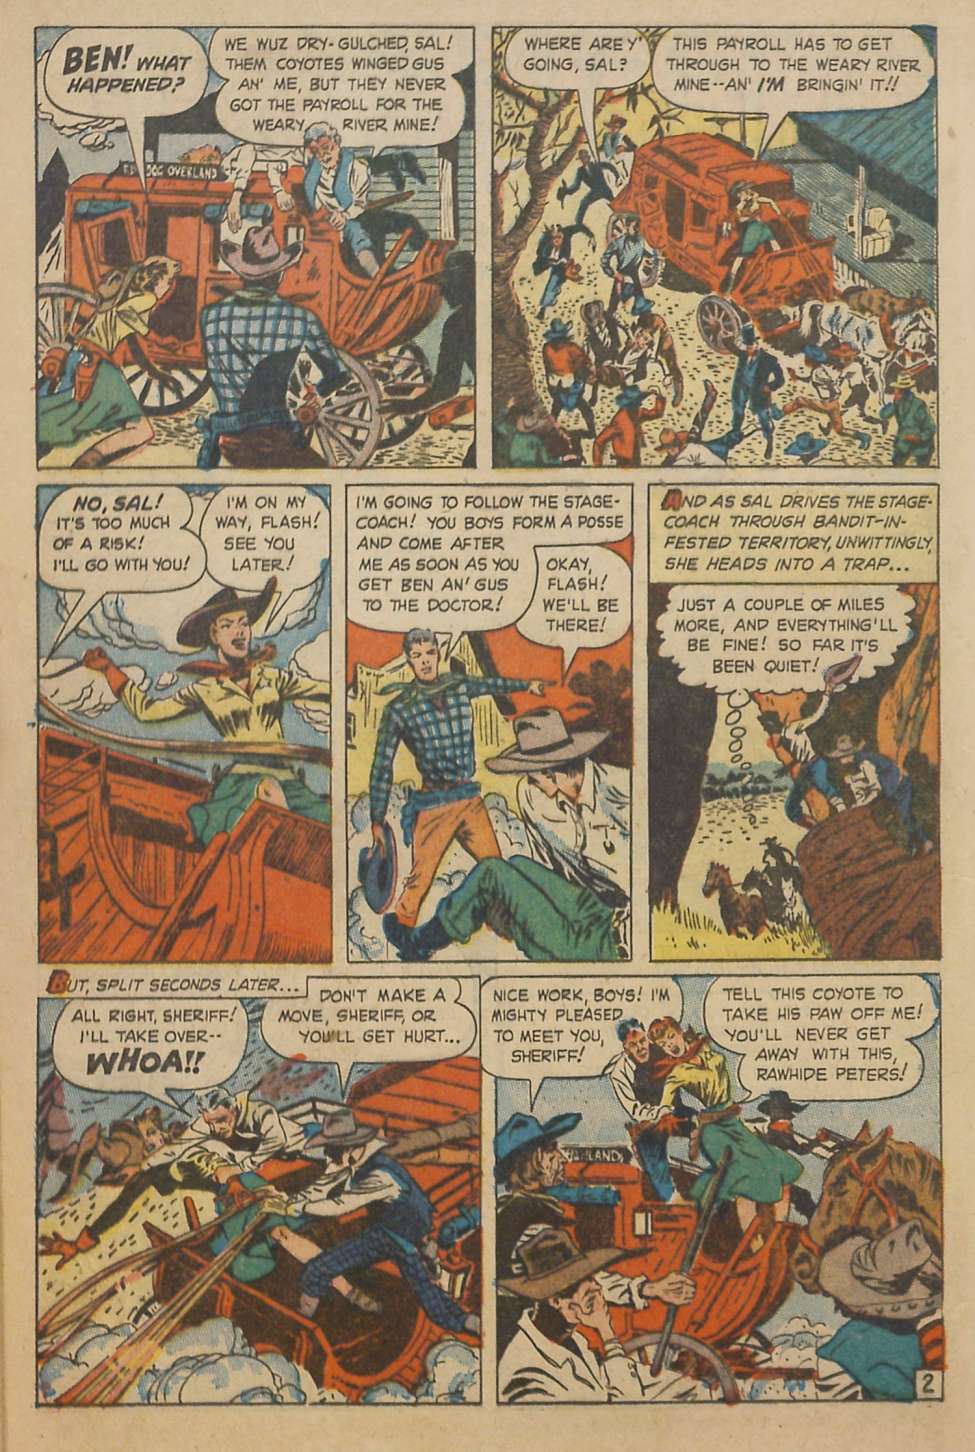 BEN! WHAT
HAPPENED?
WE WUZ DRY-GULCHED, SAL!
THEM COYOTES WINGED GUS
AN' ME, BUT THEY NEVER
GOT THE PAYROLL FOR THE
WEARY RIVER MINE!
DOG OVERLAND
WHERE ARE Y'
GOING, SAL?
THIS PAYROLL HAS TO GET
THROUGH TO THE WEARY RIVER
MINE--AN' I'M BRINGIN' IT!!
NO, SAL!
IT'S TOO MUCH
OF A RISK!
I'LL GO WITH YOU!
I'M ON MY
WAY, FLASH!
SEE YOU
LATER!
I'M GOING TO FOLLOW THE STAGE-
COACH! YOU BOYS FORM A POSSE
AND COME AFTER
ME AS SOON AS YOU
GET BEN AN' GUS
TO THE DOCTOR!
OKAY,
FLASH!
WE'LL BE
THERE!
AND AS SAL DRIVES THE STAGE-
COACH THROUGH BANDIT-IN-
FESTED TERRITORY, UNWITTINGLY,
SHE HEADS INTO A TRAP...
JUST A COUPLE OF MILES
MORE, AND EVERYTHING'LL
BE FINE! SO FAR IT'S
BEEN QUIET!
BUT, SPLIT SECONDS LATER...
ALL RIGHT, SHERIFF!
I'LL TAKE OVER--
WHOA!!
DON'T MAKE A
MOVE, SHERIFF, OR
YOU'LL GET HURT...
NICE WORK, BOYS! I'M
MIGHTY PLEASED
TO MEET YOU,
SHERIFF!
TELL THIS COYOTE TO
TAKE HIS PAW OFF ME!
YOU'LL NEVER GET
AWAY WITH THIS,
RAWHIDE PETERS!
2